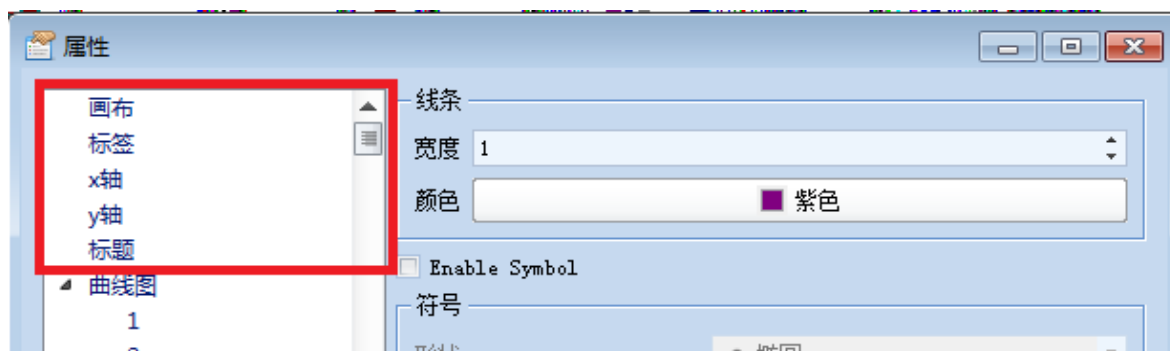 属性
画布
标签
x轴
y轴
标题
曲线图
1
线条
宽度 1
颜色 紫色
Enable Symbol
符号